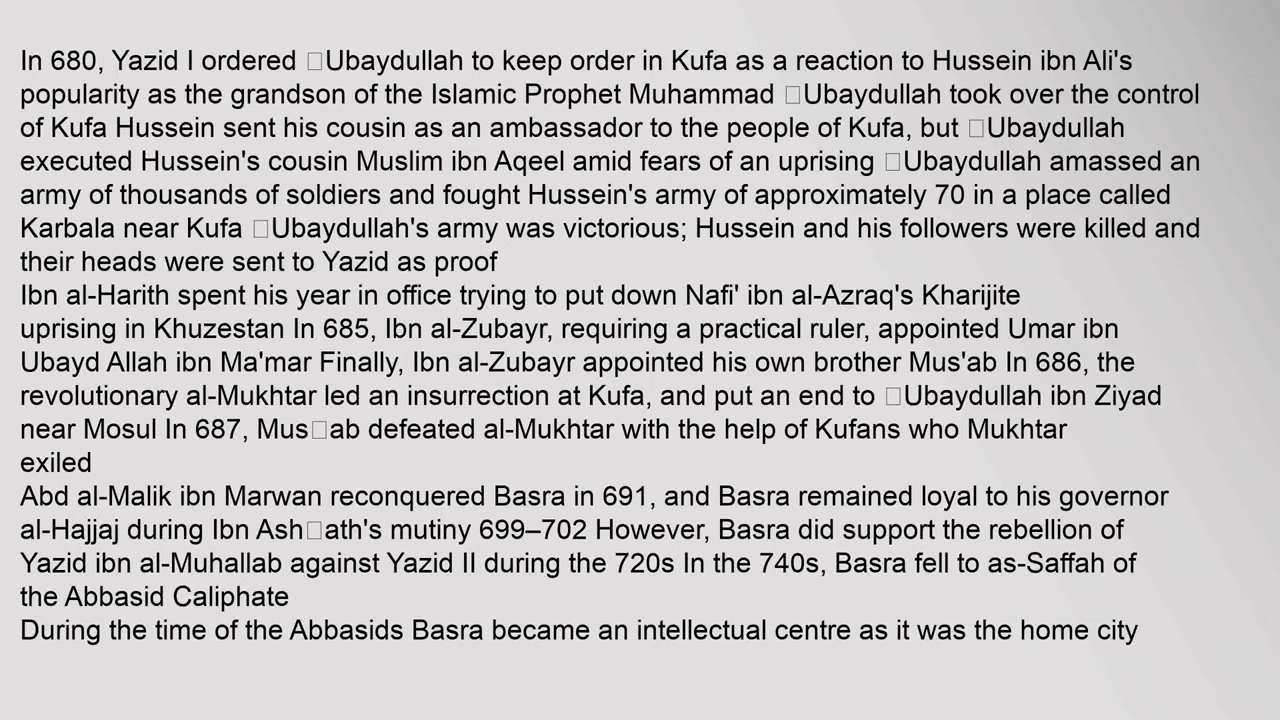 In 680, Yazid I ordered □Ubaydullah to keep order in Kufa as a reaction to Hussein ibn Ali's
popularity as the grandson of the Islamic Prophet Muhammad □Ubaydullah took over the control
of Kufa Hussein sent his cousin as an ambassador to the people of Kufa, but □Ubaydullah
executed Hussein's cousin Muslim ibn Aqeel amid fears of an uprising □Ubaydullah amassed an
army of thousands of soldiers and fought Hussein's army of approximately 70 in a place called
Karbala near Kufa □Ubaydullah's army was victorious; Hussein and his followers were killed and
their heads were sent to Yazid as proof
Ibn al-Harith spent his year in office trying to put down Nafi' ibn al-Azraq's Kharijite
uprising in Khuzestan In 685, Ibn al-Zubayr, requiring a practical ruler, appointed Umar ibn
Ubayd Allah ibn Ma'mar Finally, Ibn al-Zubayr appointed his own brother Mus'ab In 686, the
revolutionary al-Mukhtar led an insurrection at Kufa, and put an end to □Ubaydullah ibn Ziyad
near Mosul In 687, Mus□ab defeated al-Mukhtar with the help of Kufans who Mukhtar
exiled
Abd al-Malik ibn Marwan reconquered Basra in 691, and Basra remained loyal to his governor
al-Hajjaj during Ibn Ash□ath's mutiny 699–702 However, Basra did support the rebellion of
Yazid ibn al-Muhallab against Yazid II during the 720s In the 740s, Basra fell to as-Saffah of
the Abbasid Caliphate
During the time of the Abbasids Basra became an intellectual centre as it was the home city